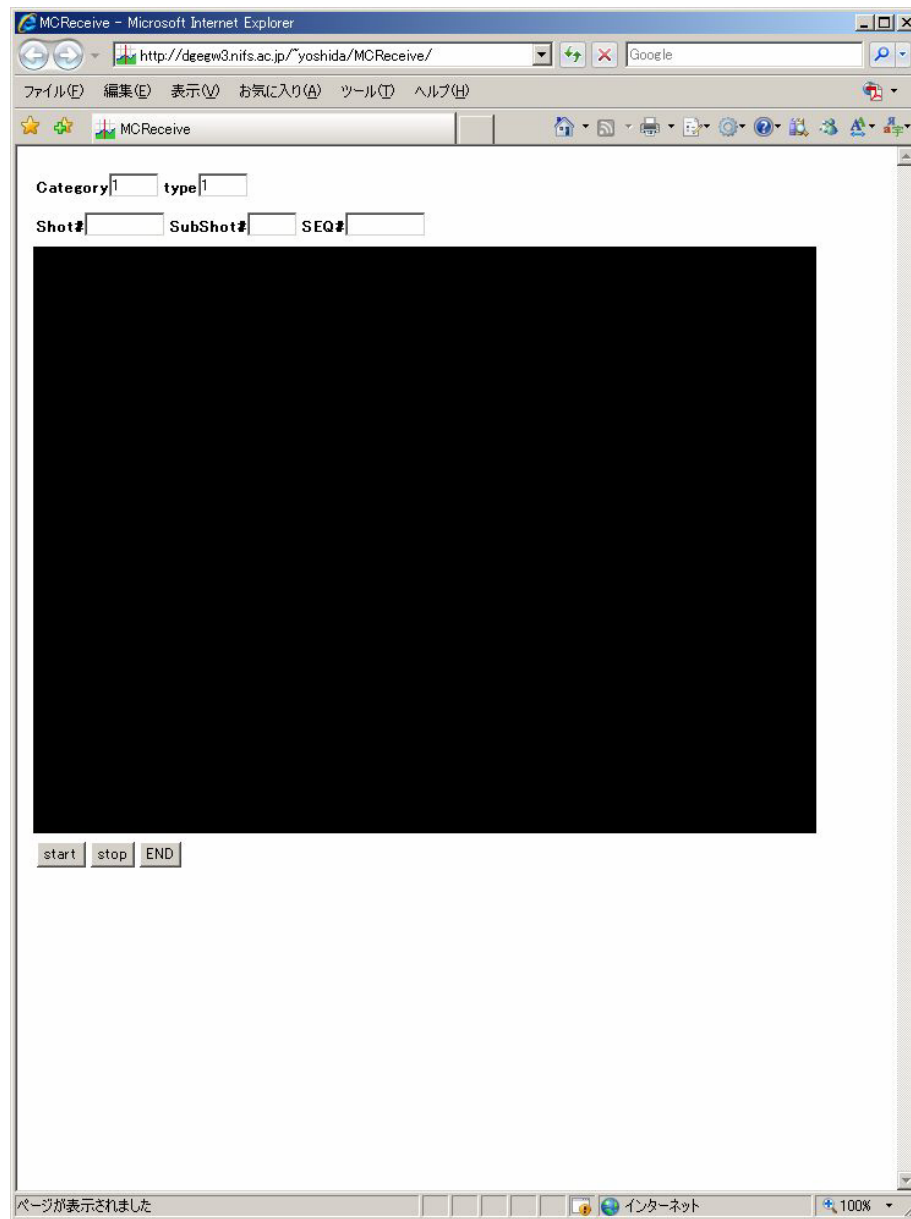 MCReceive - Microsoft Internet Explorer
http://dgegw3.nifs.ac.jp/~yoshida/MCReceive/ Google
ファイル(F) 編集(E) 表示(V) お気に入り(A) ツール(T) ヘルプ(H)
MCReceive
Category 1 type 1
Shot# SubShot# SEQ#
start stop END
ページが表示されました インターネット 100%